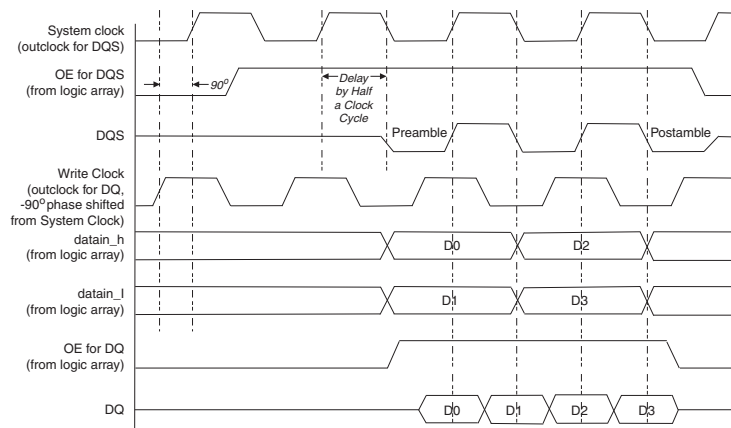 System clock
(outclock for DQS)
OE for DQS
(from logic array)
90°
Delay
by Half
a Clock
Cycle
DQS
Preamble
Postamble
Write Clock
(outclock for DQ,
-90° phase shifted
from System Clock)
datain_h
(from logic array)
D0
D2
datain_l
(from logic array)
D1
D3
OE for DQ
(from logic array)
DQ
D0
D1
D2
D3